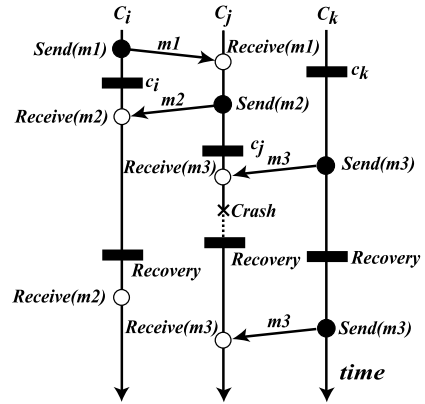 Ci Cj Ck
Send(m1) m1 Receive(m1)
ci ck
Receive(m2) m2 Send(m2)
cj
Receive(m3) m3 Send(m3)
Crash
Recovery Recovery Recovery
Receive(m2)
Receive(m3) m3 Send(m3)
time